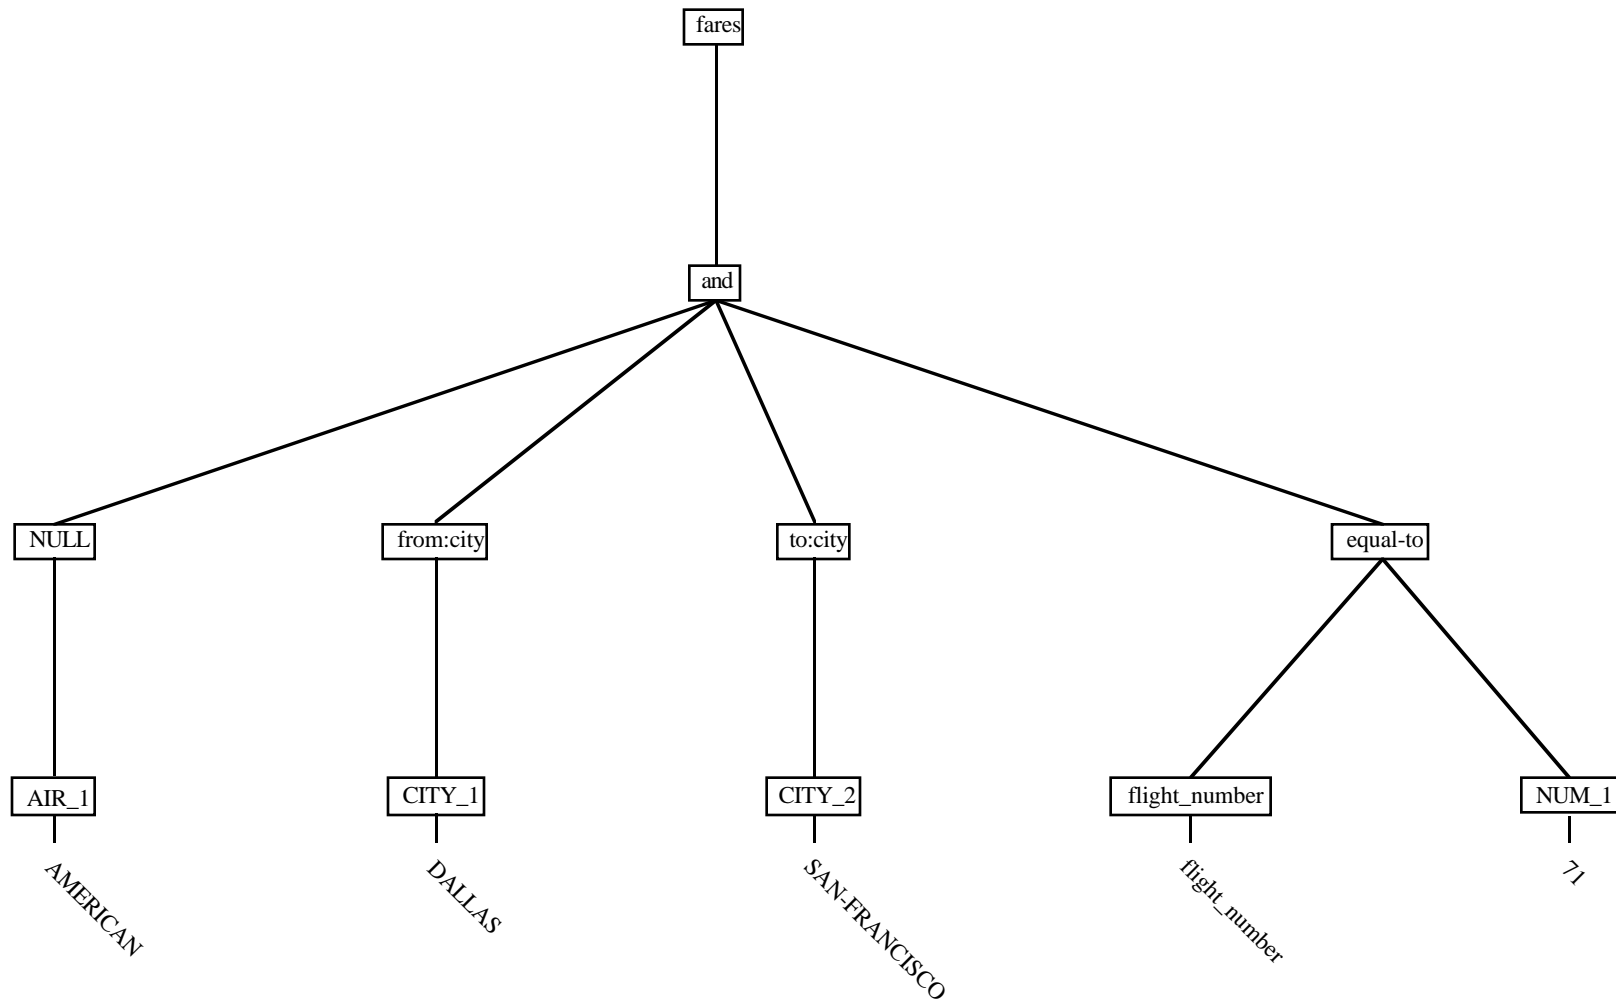 fares
and
NULL
from:city
to:city
equal-to
AIR_1
CITY_1
CITY_2
flight_number
NUM_1
AMERICAN
DALLAS
SAN-FRANCISCO
flight_number
71